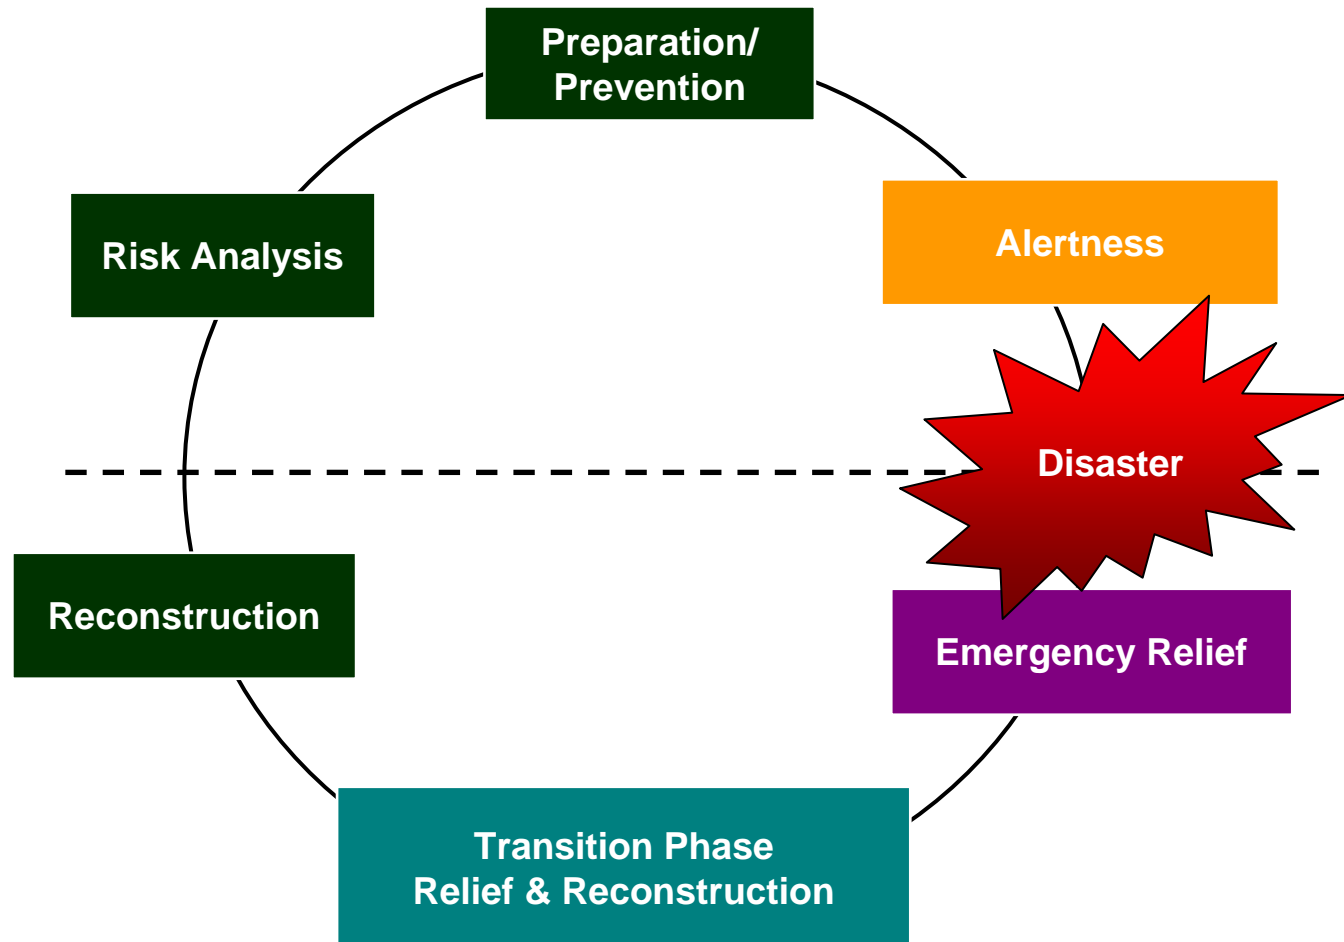 Preparation/
Prevention
Risk Analysis
Alertness
Disaster
Reconstruction
Emergency Relief
Transition Phase
Relief & Reconstruction